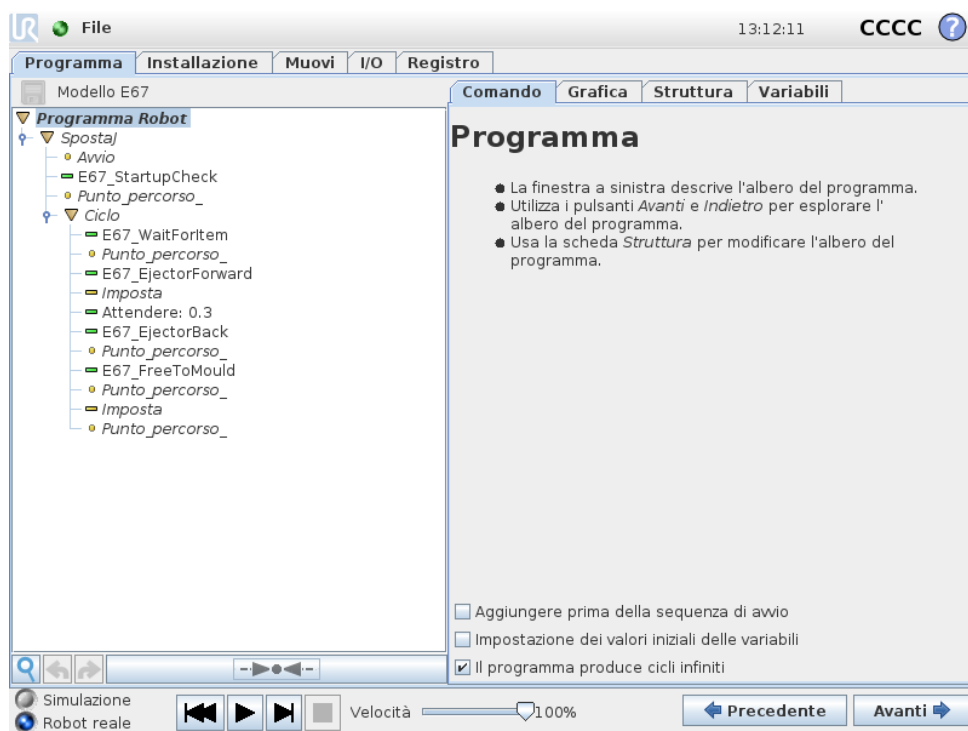 UR File 13:12:11 CCCC ?
Programma Installazione Muovi I/O Registro
Modello E67
Comando Grafica Struttura Variabili
Programma Robot
SpostaJ
Avvio
E67_StartupCheck
Punto_percorso_
Ciclo
E67_WaitForItem
Punto_percorso_
E67_EjectorForward
Imposta
Attendere: 0.3
E67_EjectorBack
Punto_percorso_
E67_FreeToMould
Punto_percorso_
Imposta
Punto_percorso_
Programma
La finestra a sinistra descrive l'albero del programma.
Utilizza i pulsanti Avanti e Indietro per esplorare l'
albero del programma.
Usa la scheda Struttura per modificare l'albero del
programma.
Aggiungere prima della sequenza di avvio
Impostazione dei valori iniziali delle variabili
Il programma produce cicli infiniti
Simulazione
Robot reale
Velocità 100%
Precedente Avanti